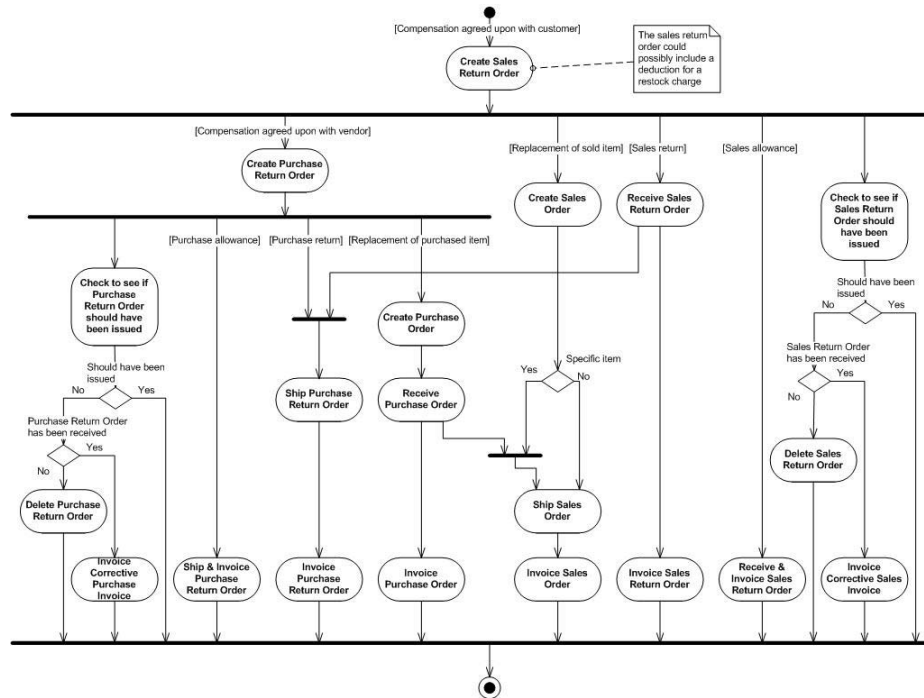 [Compensation agreed upon with customer]
Create Sales
Return Order
The sales return
order could
possibly include a
deduction for a
restock charge
[Compensation agreed upon with vendor]
Create Purchase
Return Order
[Replacement of sold item]
[Sales return]
[Sales allowance]
Create Sales
Order
Receive Sales
Return Order
Check to see if
Sales Return
Order should
have been
issued
[Purchase allowance]
[Purchase return]
[Replacement of purchased item]
Check to see if
Purchase
Return Order
should have
been issued
Should have been
issued
No
Yes
Create Purchase
Order
Sales Return Order
has been received
Yes
No
Should have been
issued
No
Yes
Ship Purchase
Return Order
Receive
Purchase Order
Specific item
Yes
No
Purchase Return Order
has been received
Yes
No
Delete Sales
Return Order
Delete Purchase
Return Order
Ship Sales
Order
Invoice
Corrective
Purchase
Invoice
Ship & Invoice
Purchase
Return Order
Invoice
Purchase
Return Order
Invoice
Purchase Order
Invoice Sales
Order
Invoice Sales
Return Order
Receive &
Invoice Sales
Return Order
Invoice
Corrective Sales
Invoice